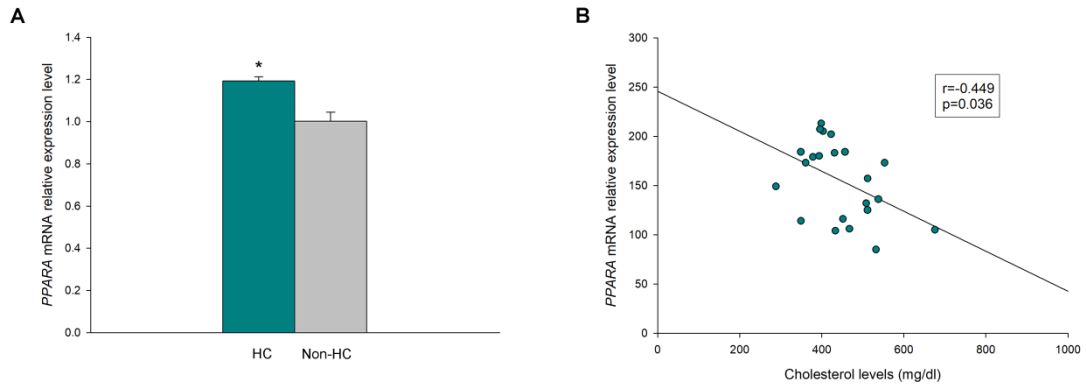 A
PPARA mRNA relative expression level
1.4
1.2
1.0
0.8
0.6
0.4
0.2
0.0
*
HC Non-HC
B
PPARA mRNA relative expression level
300
250
200
150
100
50
0
r=-0.449
p=0.036
0 200 400 600 800 1000
Cholesterol levels (mg/dl)